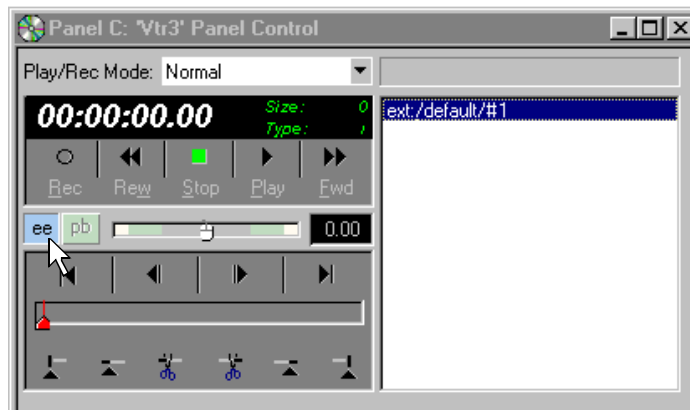 Panel C: 'Vtr3' Panel Control
Play/Rec Mode: Normal
00:00:00.00
Size: 0
Type: I
ext:/default/#1
Rec Rew Stop Play Fwd
ee pb 0.00